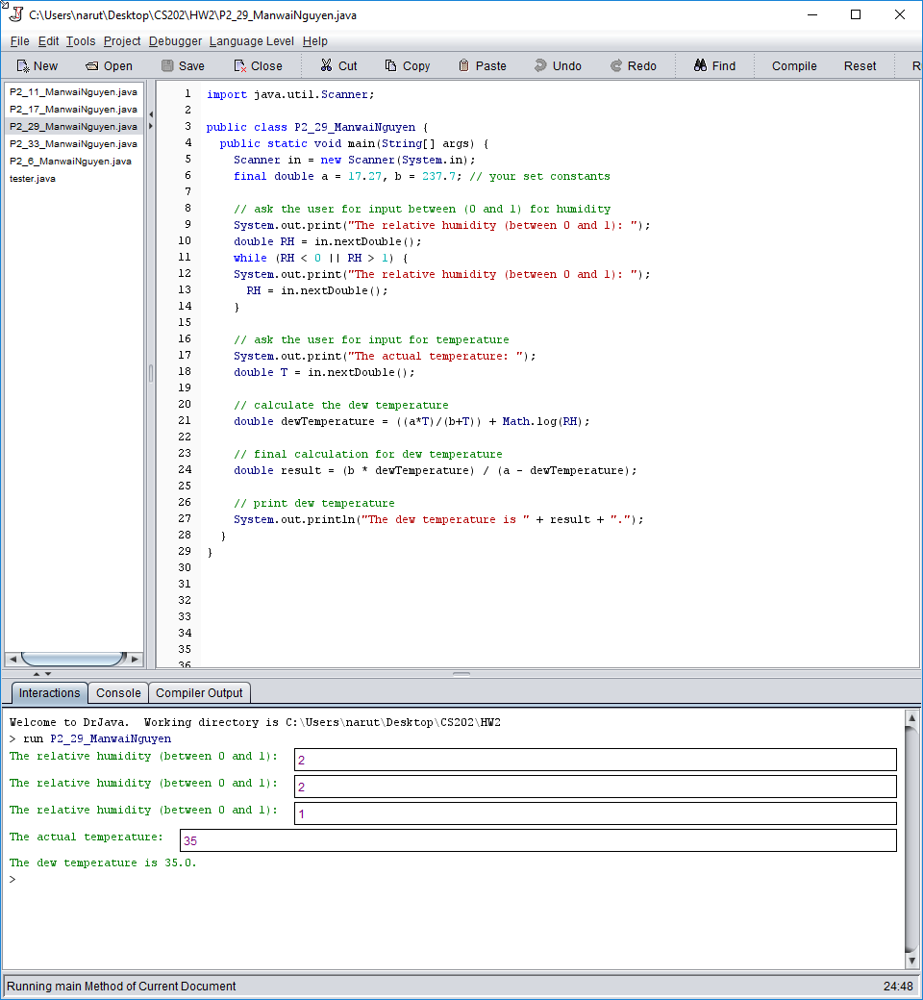 C:\Users\narut\Desktop\CS202\HW2\P2_29_ManwaiNguyen.java
File Edit Tools Project Debugger Language Level Help
New Open Save Close Cut Copy Paste Undo Redo Find Compile Reset
P2_11_ManwaiNguyen.java
P2_17_ManwaiNguyen.java
P2_29_ManwaiNguyen.java
P2_33_ManwaiNguyen.java
P2_6_ManwaiNguyen.java
tester.java
1 import java.util.Scanner;
2
3 public class P2_29_ManwaiNguyen {
4   public static void main(String[] args) {
5     Scanner in = new Scanner(System.in);
6     final double a = 17.27, b = 237.7; // your set constants
7
8     // ask the user for input between (0 and 1) for humidity
9     System.out.print("The relative humidity (between 0 and 1): ");
10     double RH = in.nextDouble();
11     while (RH < 0 || RH > 1) {
12     System.out.print("The relative humidity (between 0 and 1): ");
13       RH = in.nextDouble();
14     }
15
16     // ask the user for input for temperature
17     System.out.print("The actual temperature: ");
18     double T = in.nextDouble();
19
20     // calculate the dew temperature
21     double dewTemperature = ((a*T)/(b+T)) + Math.log(RH);
22
23     // final calculation for dew temperature
24     double result = (b * dewTemperature) / (a - dewTemperature);
25
26     // print dew temperature
27     System.out.println("The dew temperature is " + result + ".");
28   }
29 }
30
31
32
33
34
35
36
Interactions Console Compiler Output
Welcome to DrJava.  Working directory is C:\Users\narut\Desktop\CS202\HW2
> run P2_29_ManwaiNguyen
The relative humidity (between 0 and 1): 2
The relative humidity (between 0 and 1): 2
The relative humidity (between 0 and 1): 1
The actual temperature: 35
The dew temperature is 35.0.
>
Running main Method of Current Document 24:48